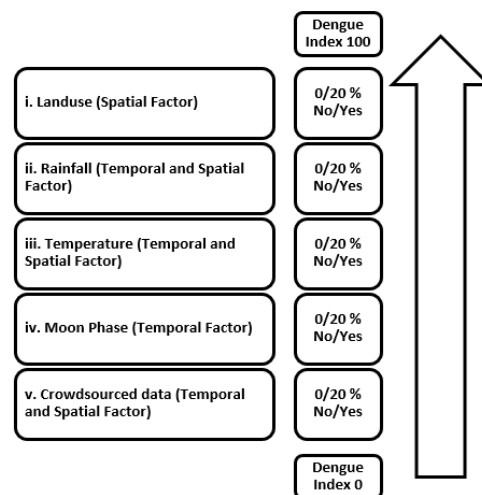 Dengue
Index 100
i. Landuse (Spatial Factor)
0/20 %
No/Yes
ii. Rainfall (Temporal and Spatial
Factor)
0/20 %
No/Yes
iii. Temperature (Temporal and
Spatial Factor)
0/20 %
No/Yes
iv. Moon Phase (Temporal Factor)
0/20 %
No/Yes
v. Crowdsourced data (Temporal
and Spatial Factor)
0/20 %
No/Yes
Dengue
Index 0